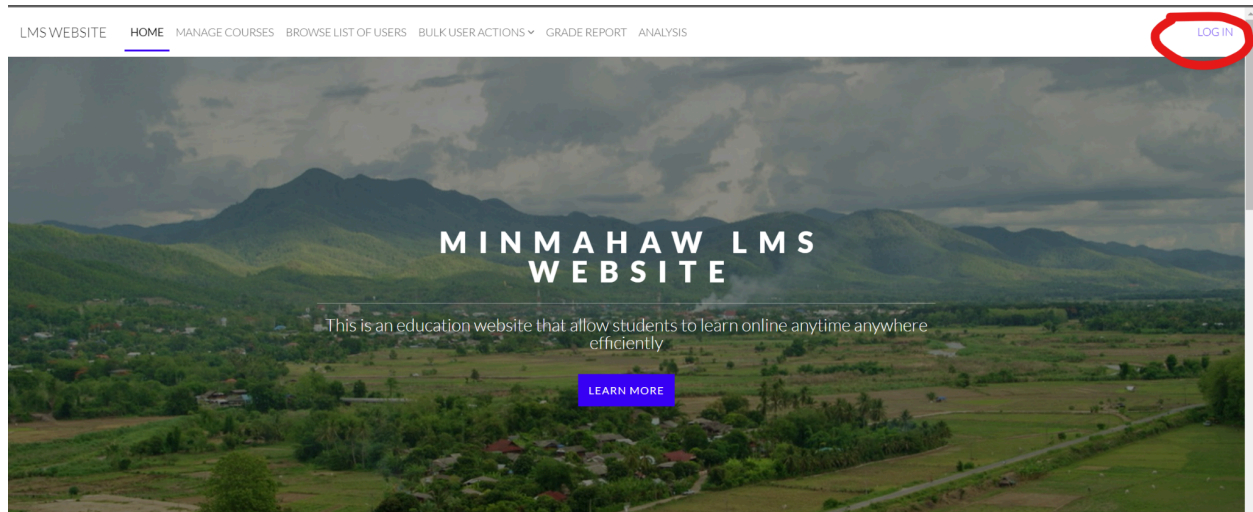 LMS WEBSITE HOME MANAGE COURSES BROWSE LIST OF USERS BULK USER ACTIONS GRADE REPORT ANALYSIS LOG IN
MINMAHAW LMS
WEBSITE
This is an education website that allow students to learn online anytime anywhere
efficiently
LEARN MORE